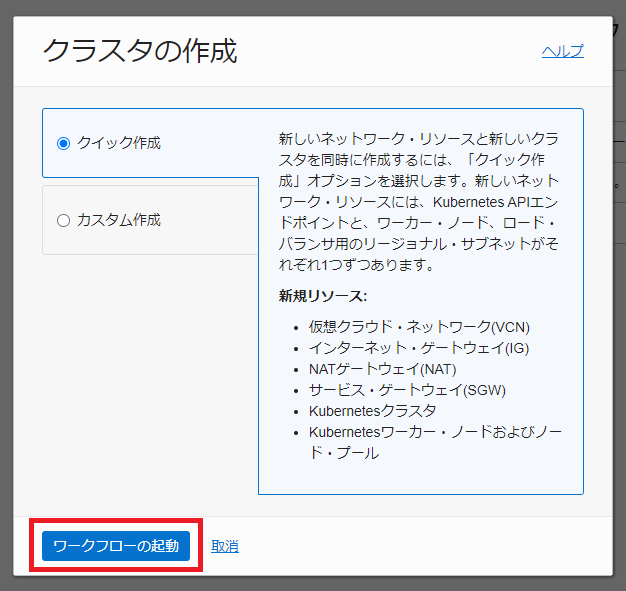 クラスタの作成
ヘルプ
クイック作成
カスタム作成
新しいネットワーク・リソースと新しいクラ
スタを同時に作成するには、「クイック作
成」オプションを選択します。新しいネット
ワーク・リソースには、Kubernetes APIエン
ドポイントと、ワーカー・ノード、ロード・
バランサ用のリージョナル・サブネットがそ
れぞれ1つずつあります。
新規リソース:
• 仮想クラウド・ネットワーク(VCN)
• インターネット・ゲートウェイ(IG)
• NATゲートウェイ(NAT)
• サービス・ゲートウェイ(SGW)
• Kubernetesクラスタ
• Kubernetesワーカー・ノードおよびノー
ド・プール
ワークフローの起動
取消